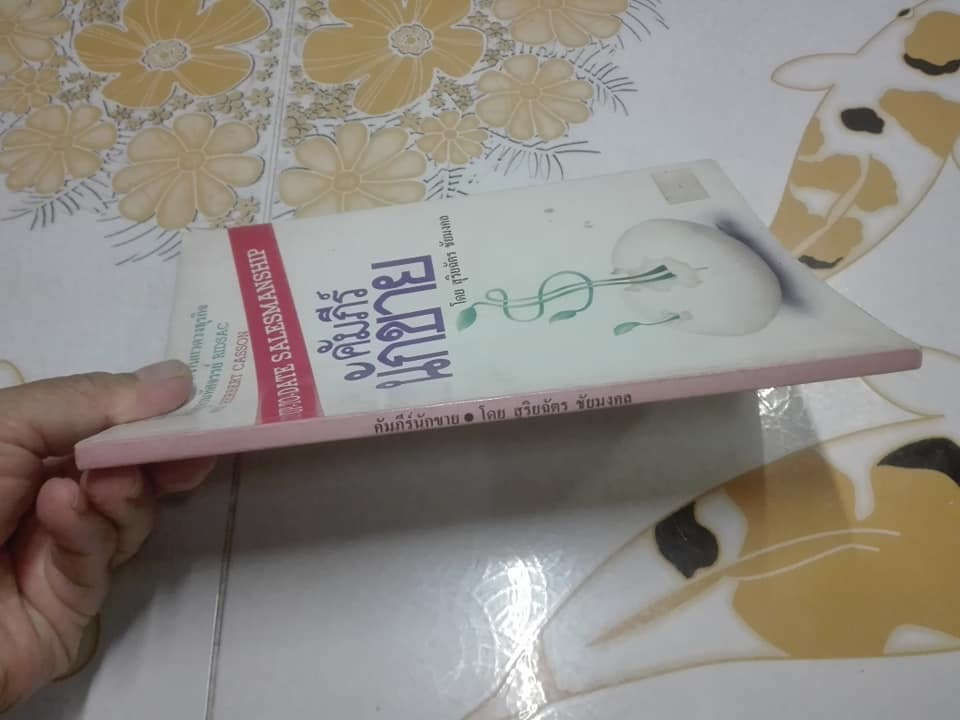 RIDSAC
HERBERT CASSON
UP-TO-DATE SALESMANSHIP
คัมภีร์
นักขาย
โดย สุริยฉัตร ชัยมงคล
คัมภีร์นักขาย ● โดย สุริยฉัตร ชัยมงคล